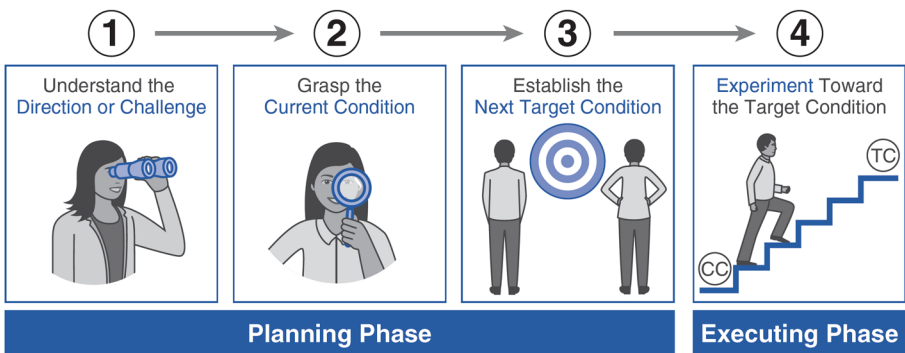 1
2
3
4
Understand the
Direction or Challenge
Grasp the
Current Condition
Establish the
Next Target Condition
Experiment Toward
the Target Condition
TC
CC
Planning Phase
Executing Phase